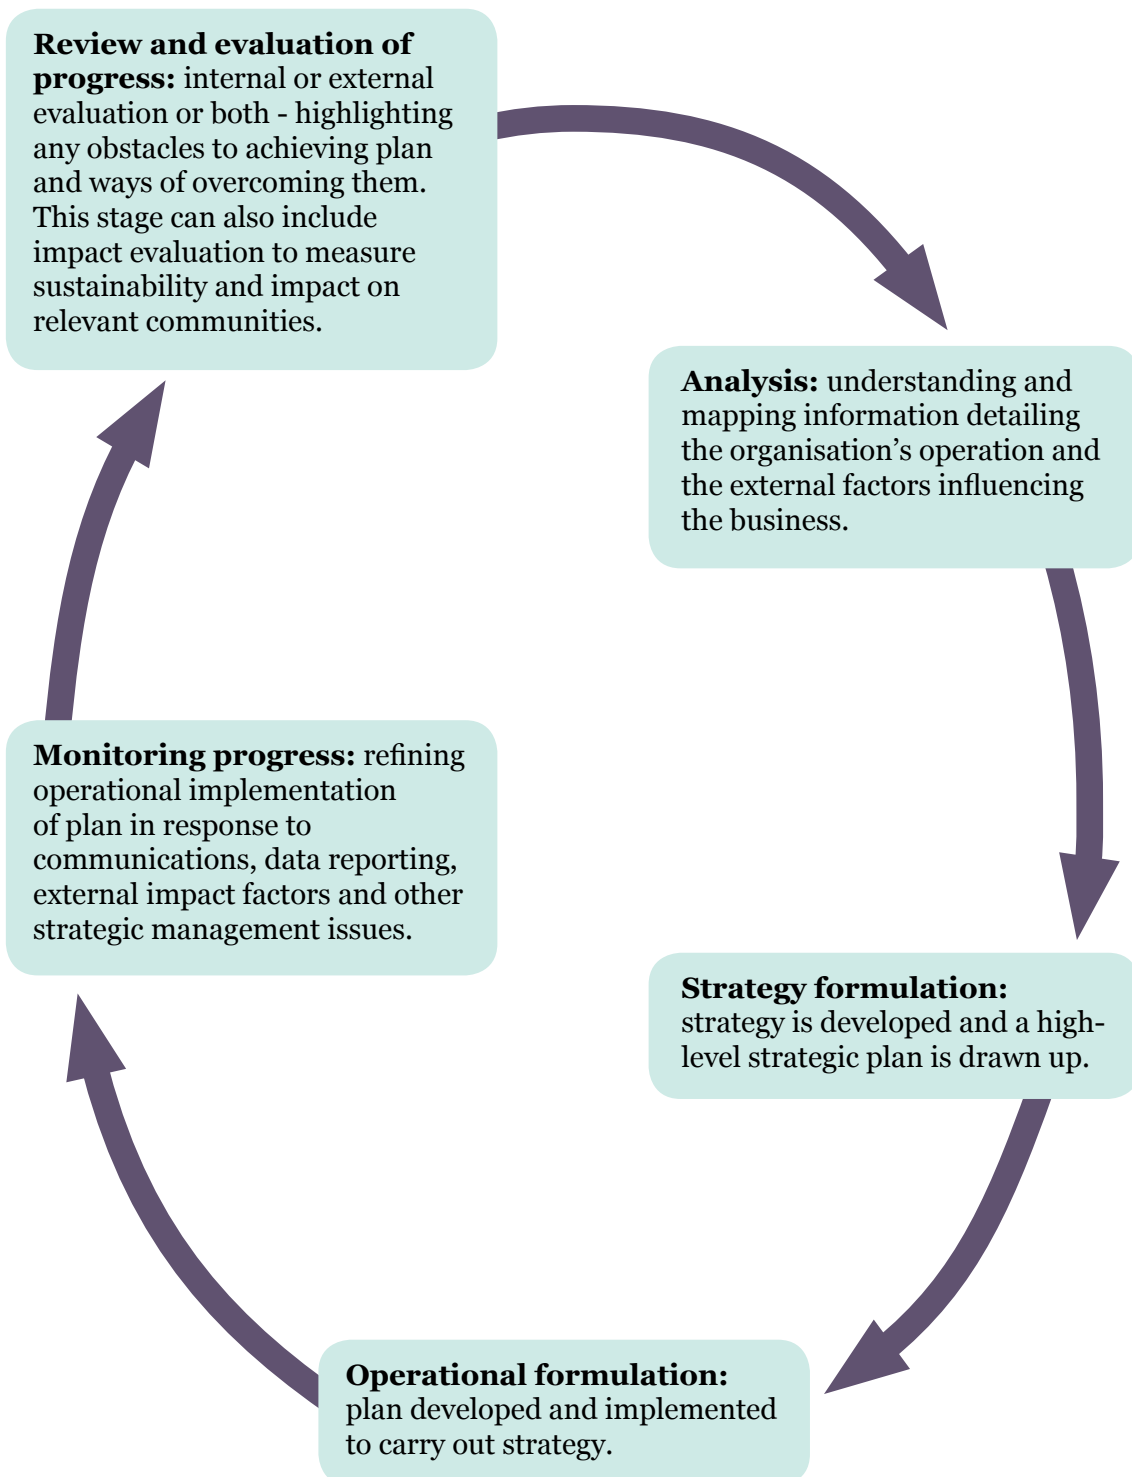 Review and evaluation of
progress: internal or external
evaluation or both - highlighting
any obstacles to achieving plan
and ways of overcoming them.
This stage can also include
impact evaluation to measure
sustainability and impact on
relevant communities.
Analysis: understanding and
mapping information detailing
the organisation’s operation and
the external factors influencing
the business.
Strategy formulation:
strategy is developed and a high-
level strategic plan is drawn up.
Operational formulation:
plan developed and implemented
to carry out strategy.
Monitoring progress: refining
operational implementation
of plan in response to
communications, data reporting,
external impact factors and other
strategic management issues.